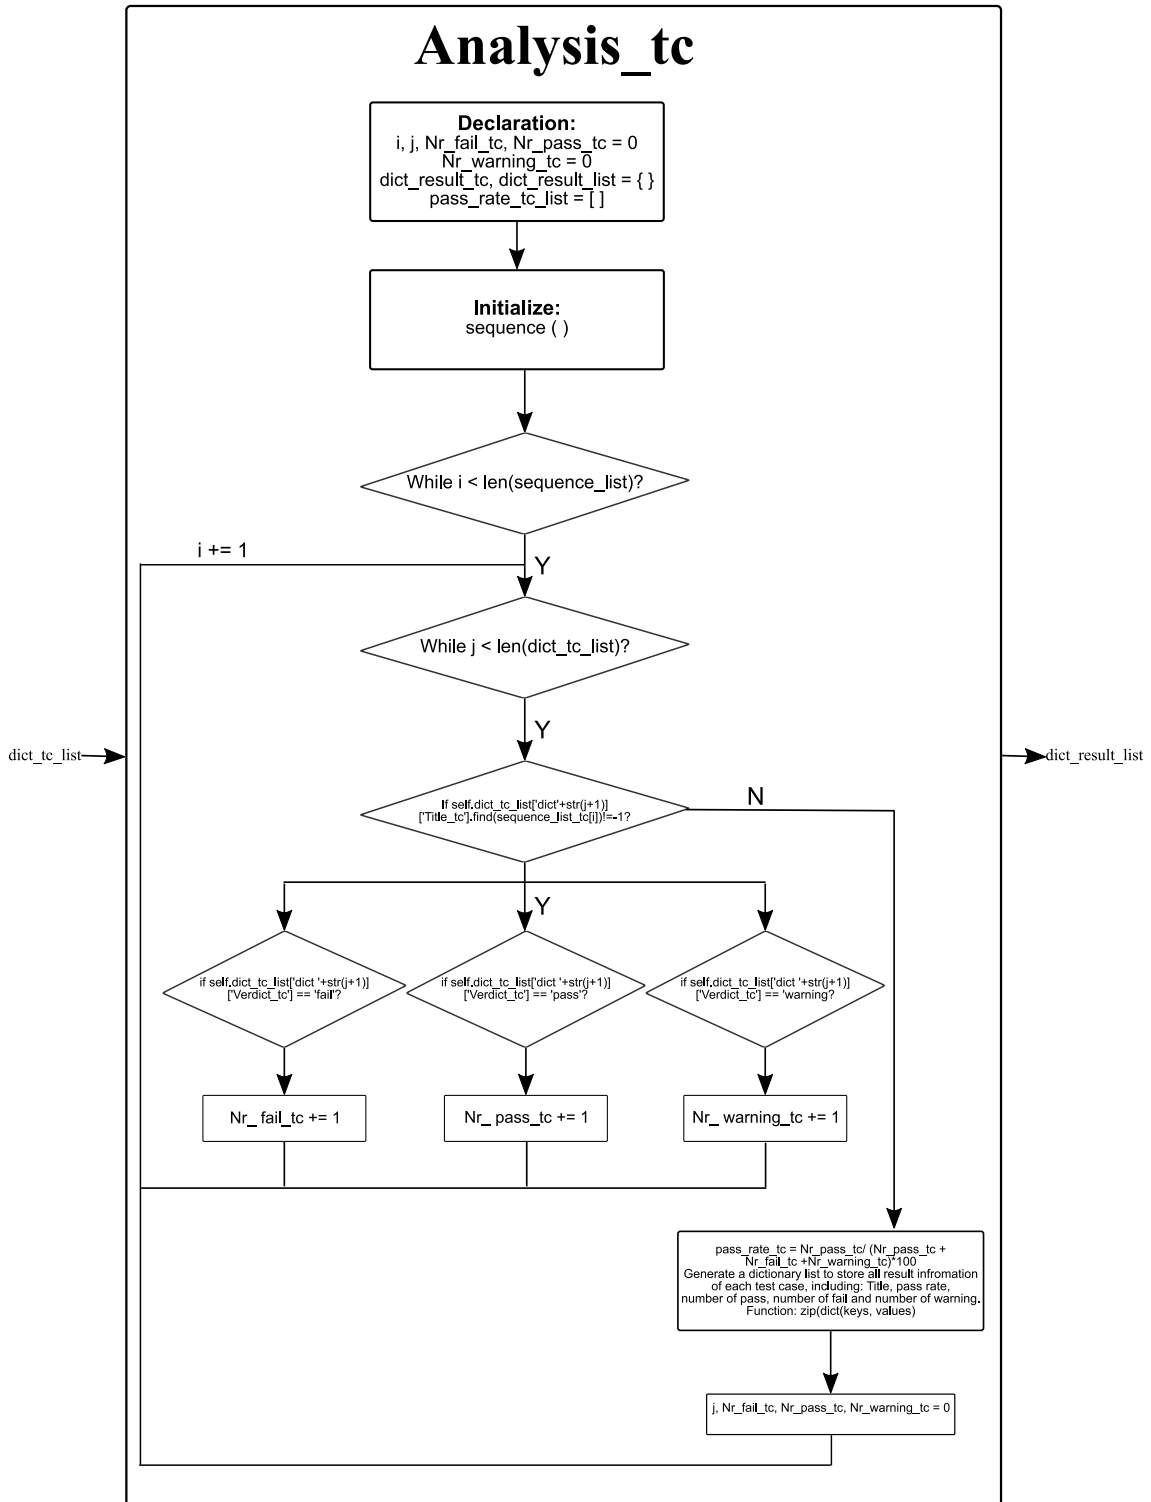 Analysis_tc
Declaration:
i, j, Nr_fail_tc, Nr_pass_tc = 0
Nr_warning_tc = 0
dict_result_tc, dict_result_list = { }
pass_rate_tc_list = [ ]
Initialize:
sequence ( )
While i < len(sequence_list)?
i += 1
Y
While j < len(dict_tc_list)?
Y
dict_tc_list
dict_result_list
If self.dict_tc_list['dict'+str(j+1)]
['Title_tc'].find(sequence_list_tc[i])!=-1?
N
Y
if self.dict_tc_list['dict '+str(j+1)]
['Verdict_tc'] == 'fail'?
if self.dict_tc_list['dict '+str(j+1)]
['Verdict_tc'] == 'pass'?
if self.dict_tc_list['dict '+str(j+1)]
['Verdict_tc'] == 'warning?
Nr_ fail_tc += 1
Nr_ pass_tc += 1
Nr_ warning_tc += 1
pass_rate_tc = Nr_pass_tc/ (Nr_pass_tc +
Nr_fail_tc +Nr_warning_tc)*100
Generate a dictionary list to store all result infromation
of each test case, including: Title, pass rate,
number of pass, number of fail and number of warning.
Function: zip(dict(keys, values)
j, Nr_fail_tc, Nr_pass_tc, Nr_warning_tc = 0